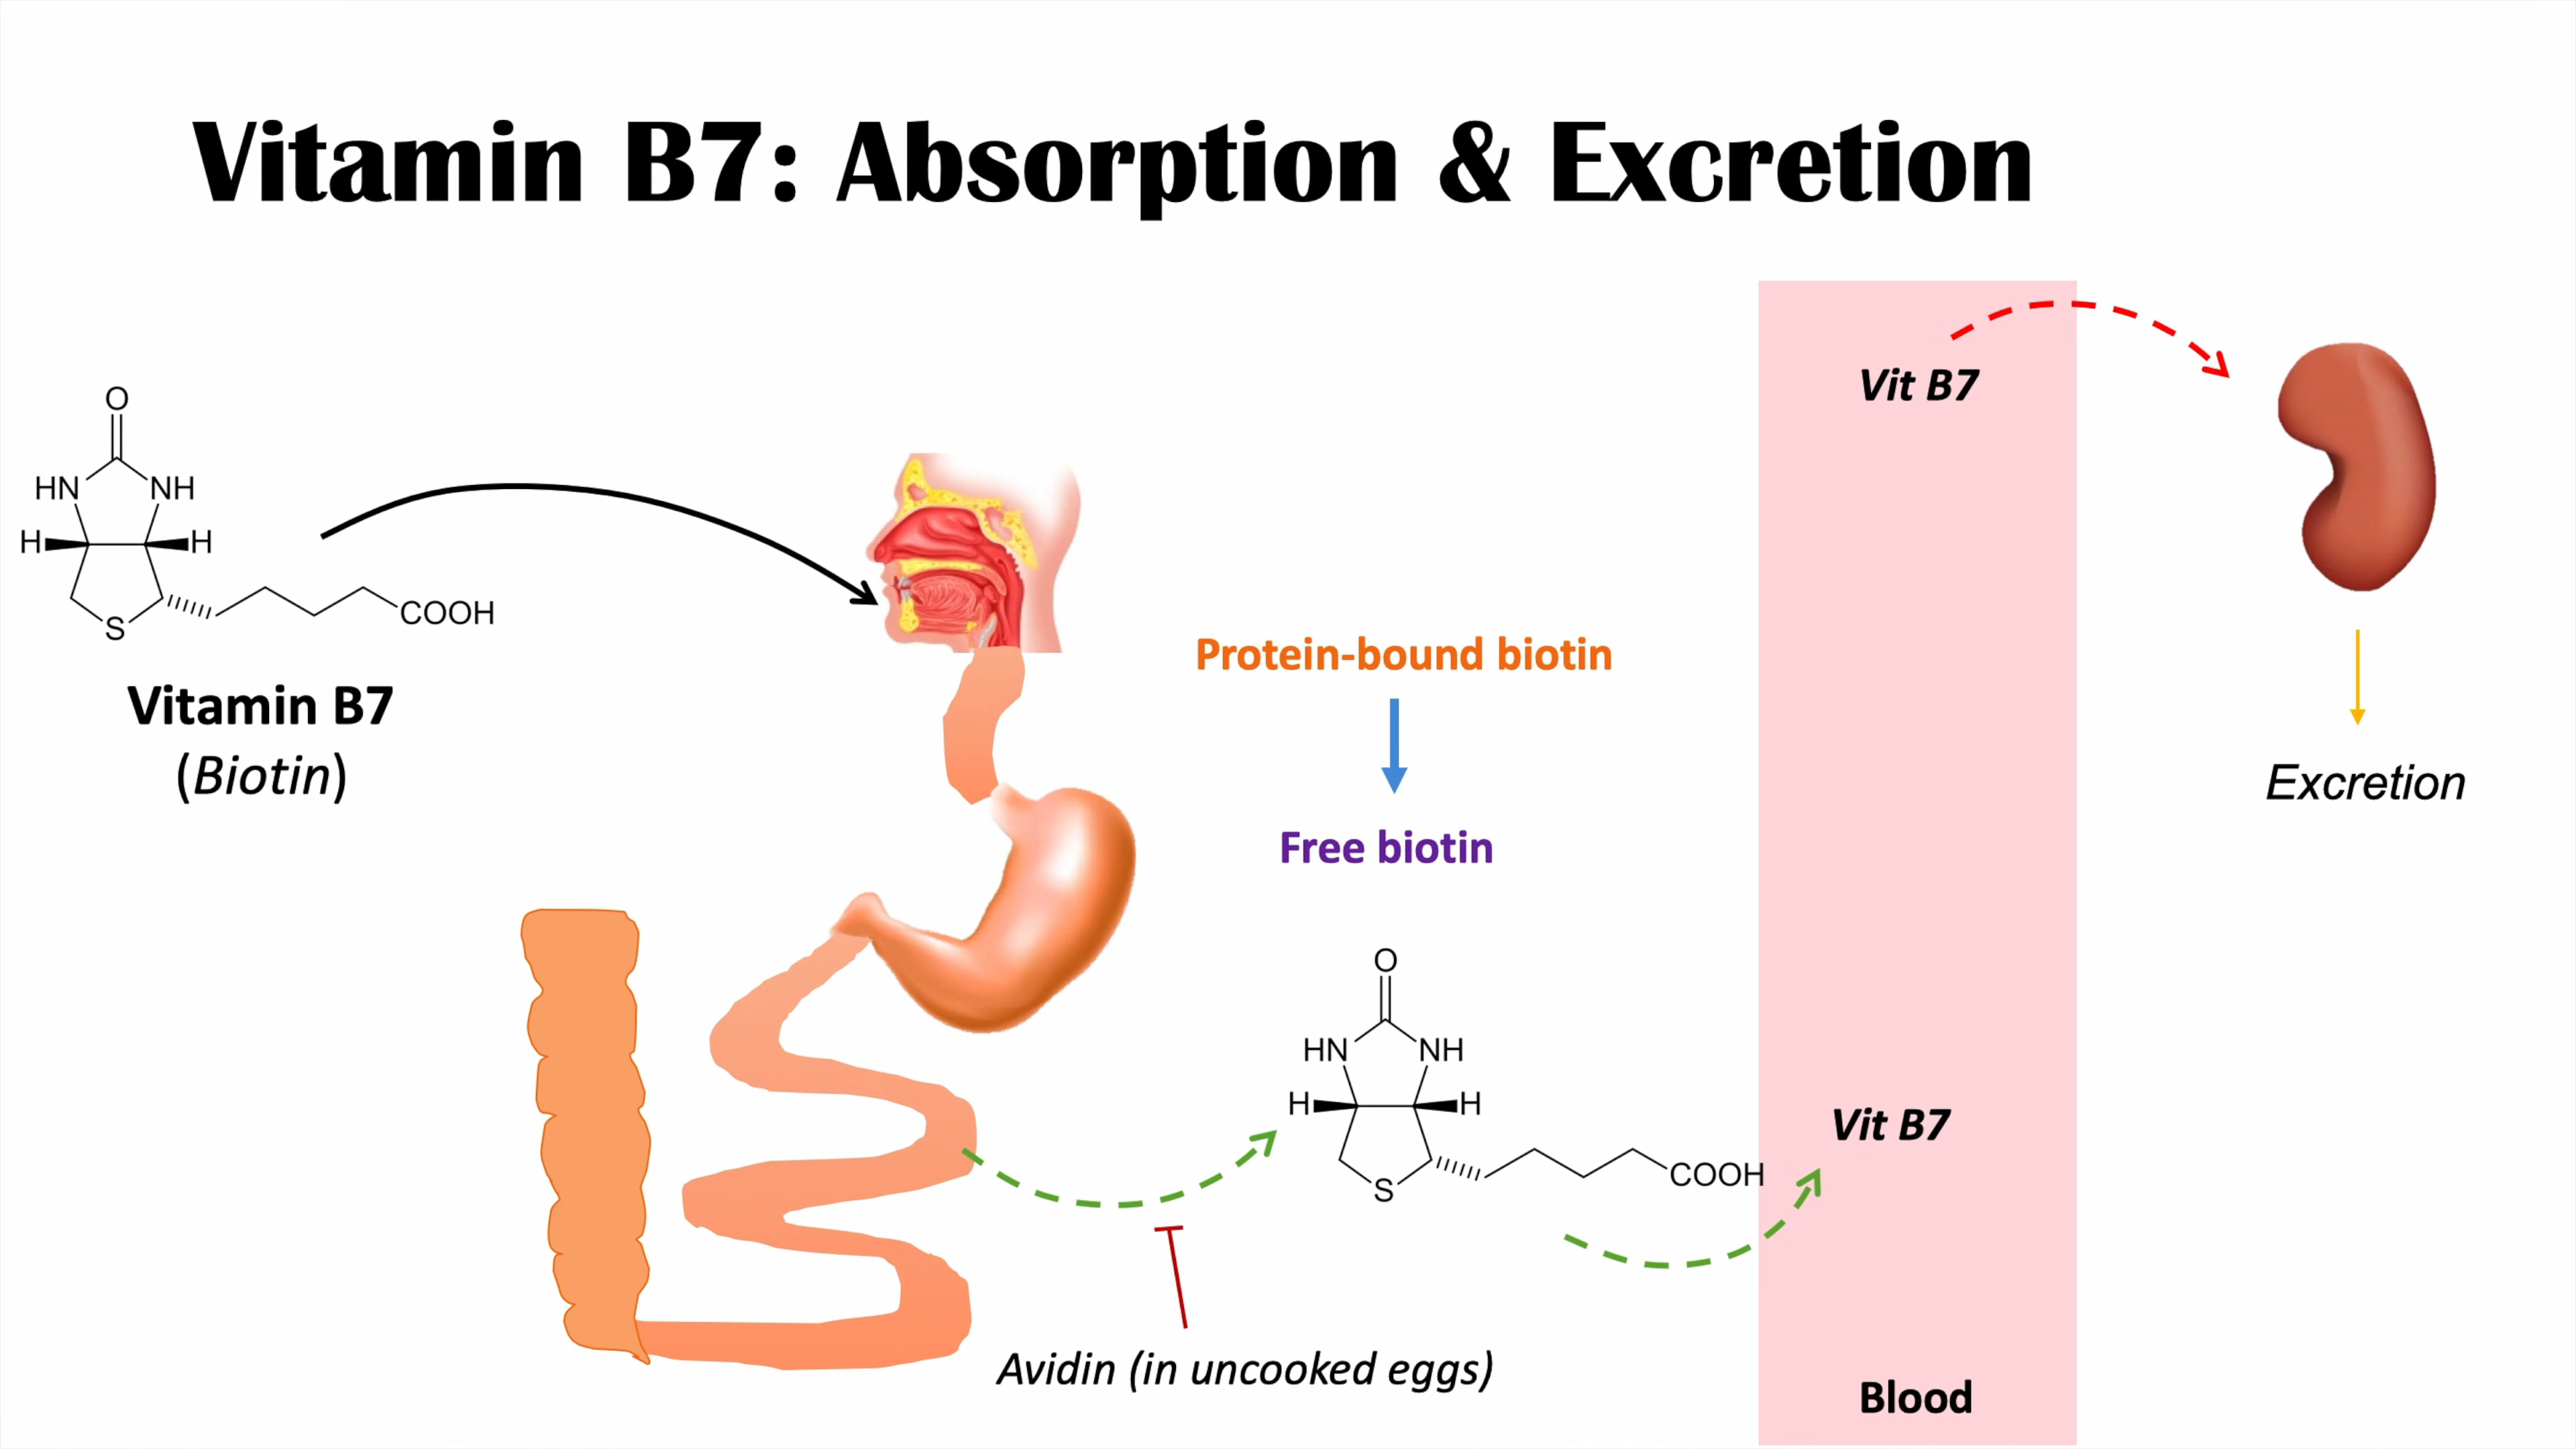 Vitamin B7: Absorption & Excretion
O
HN
NH
H
H
S
COOH
Vitamin B7
(Biotin)
Protein-bound biotin
Free biotin
O
HN
NH
H
H
S
COOH
Avidin (in uncooked eggs)
Vit B7
Vit B7
Blood
Excretion